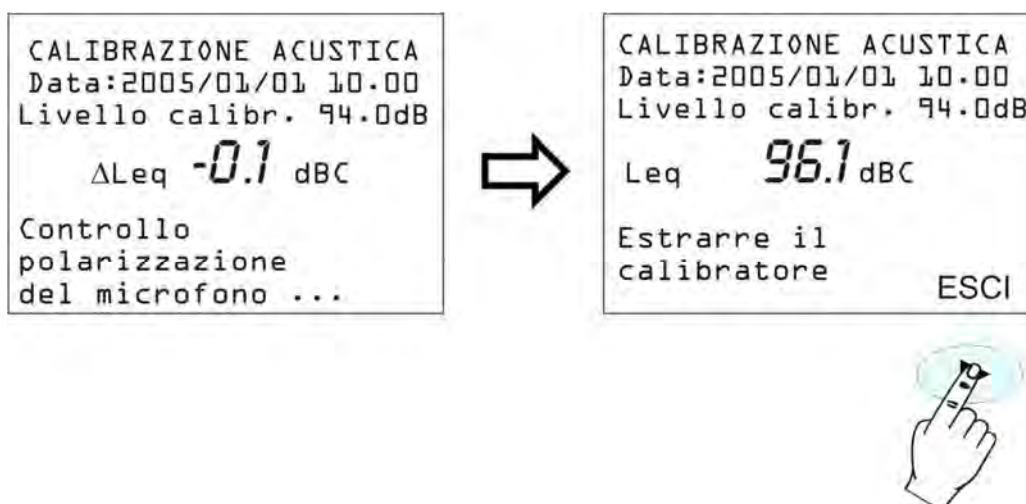 CALIBRAZIONE ACUSTICA
Data:2005/01/01 10.00
Livello calibr. 94.0dB
ΔLeq -0.1 dBC
Controllo
polarizzazione
del microfono ...
CALIBRAZIONE ACUSTICA
Data:2005/01/01 10.00
Livello calibr. 94.0dB
Leq 96.1 dBC
Estrarre il
calibratore
ESCI